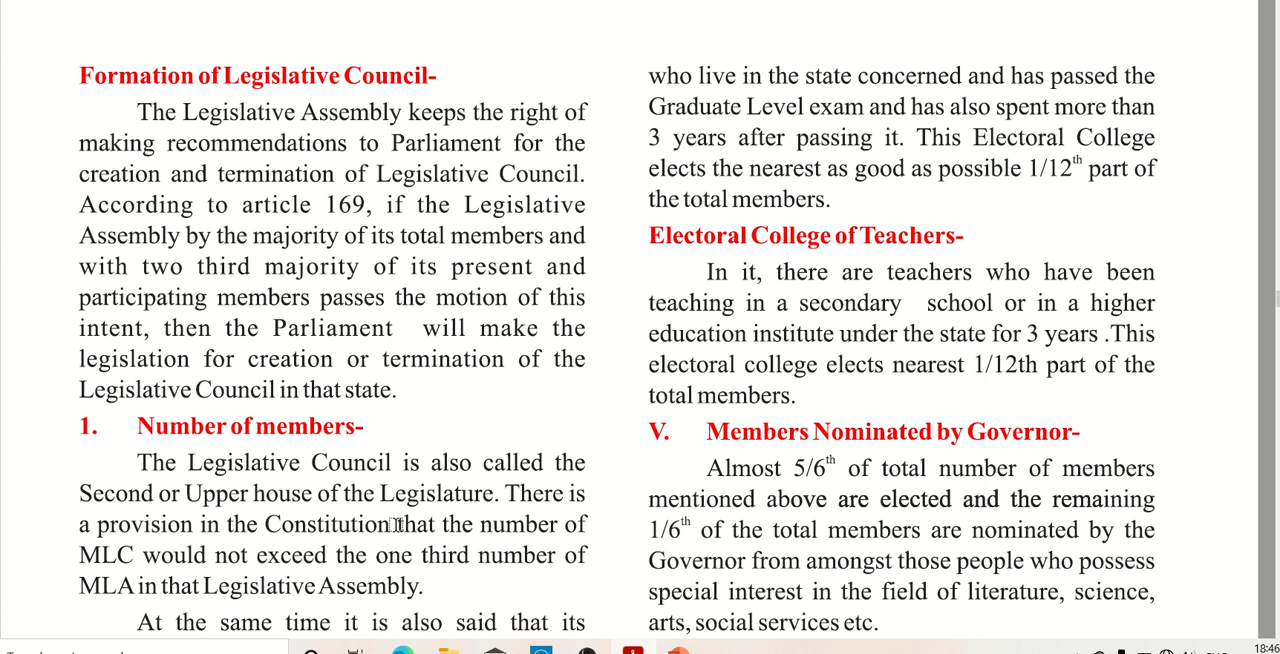 Formation of Legislative Council-
The Legislative Assembly keeps the right of
making recommendations to Parliament for the
creation and termination of Legislative Council.
According to article 169, if the Legislative
Assembly by the majority of its total members and
with two third majority of its present and
participating members passes the motion of this
intent, then the Parliament will make the
legislation for creation or termination of the
Legislative Council in that state.
1. Number of members-
The Legislative Council is also called the
Second or Upper house of the Legislature. There is
a provision in the Constitution that the number of
MLC would not exceed the one third number of
MLA in that Legislative Assembly.
At the same time it is also said that its
who live in the state concerned and has passed the
Graduate Level exam and has also spent more than
3 years after passing it. This Electoral College
elects the nearest as good as possible 1/12th part of
the total members.
Electoral College of Teachers-
In it, there are teachers who have been
teaching in a secondary school or in a higher
education institute under the state for 3 years .This
electoral college elects nearest 1/12th part of the
total members.
V. Members Nominated by Governor-
Almost 5/6th of total number of members
mentioned above are elected and the remaining
1/6th of the total members are nominated by the
Governor from amongst those people who possess
special interest in the field of literature, science,
arts, social services etc.
18:46